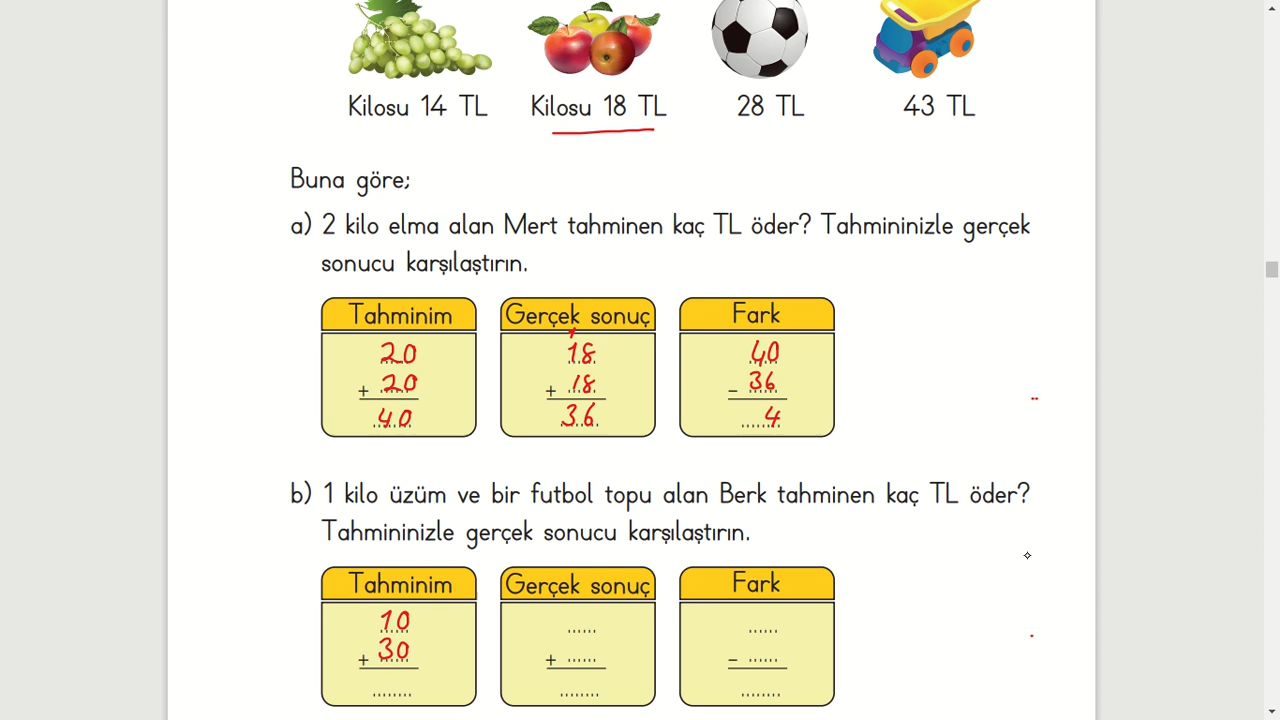 Kilosu 14 TL Kilosu 18 TL 28 TL 43 TL
Buna göre;
a) 2 kilo elma alan Mert tahminen kaç TL öder? Tahmininizle gerçek
sonucu karşılaştırın.
Tahminim Gerçek sonuç Fark
20 18 40
+ 20 + 18 − 36
40 36 4
b) 1 kilo üzüm ve bir futbol topu alan Berk tahminen kaç TL öder?
Tahmininizle gerçek sonucu karşılaştırın.
Tahminim Gerçek sonuç Fark
10 ...... ......
+ 30 + ...... − ......
........ ........ ........